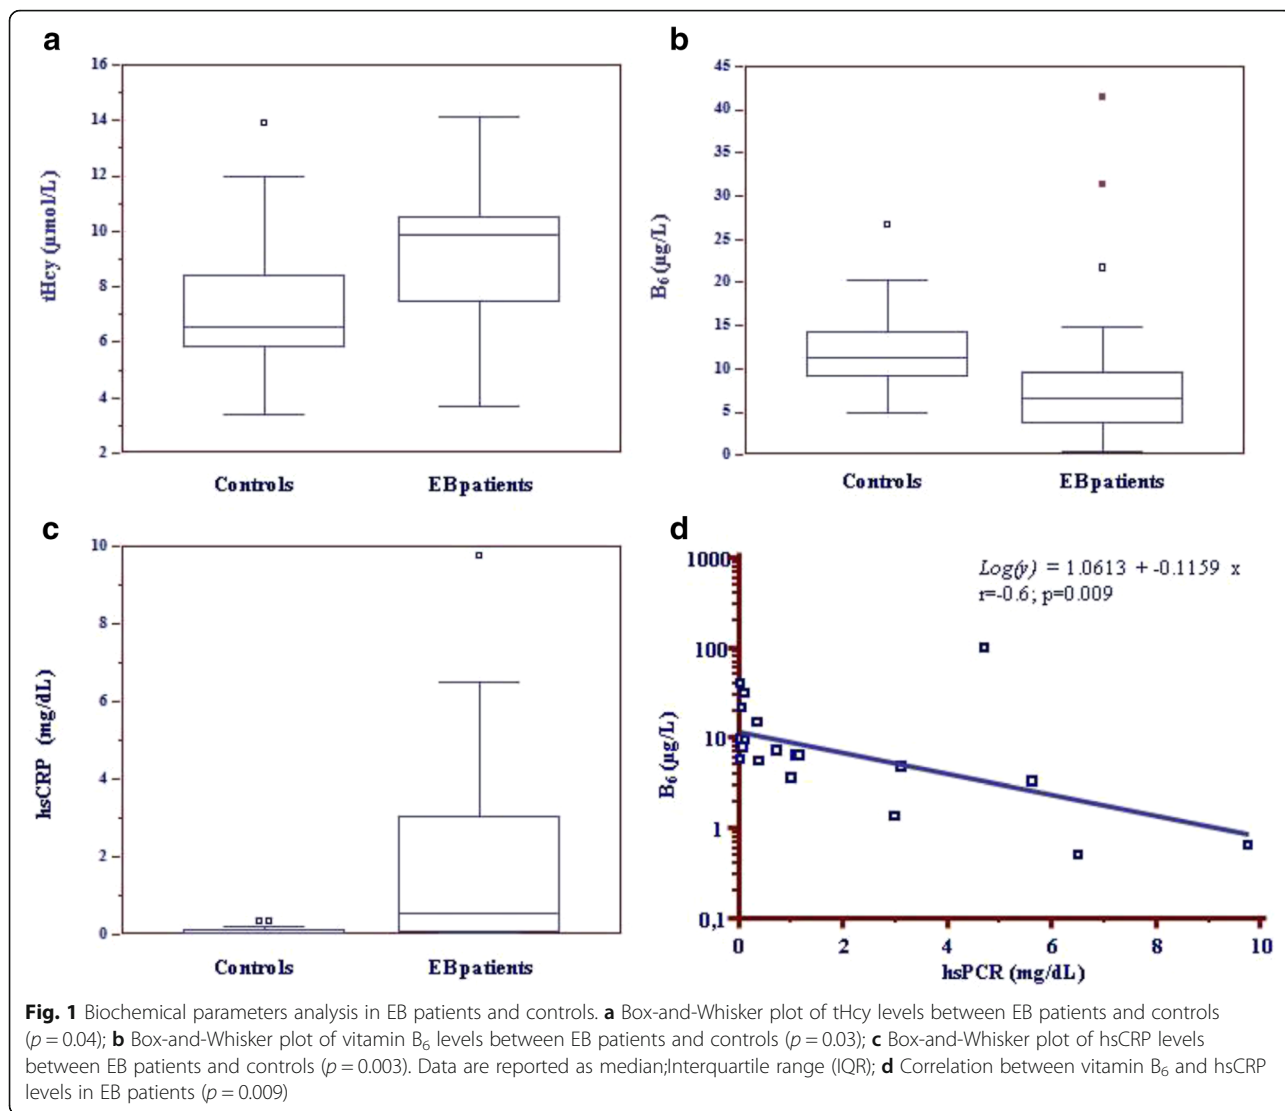 a
16
14
12
10
8
6
4
2
tHcy (µmol/L)
Controls
EB patients
b
45
40
35
30
25
20
15
10
5
0
B6 (µg/L)
Controls
EB patients
c
10
8
6
4
2
0
hsCRP (mg/dL)
Controls
EB patients
d
1000
100
10
1
0,1
B6 (µg/L)
Log(y) = 1.0613 + -0.1159 x
r=-0.6; p=0.009
0
2
4
6
8
10
hsPCR (mg/dL)
Fig. 1 Biochemical parameters analysis in EB patients and controls. a Box-and-Whisker plot of tHcy levels between EB patients and controls
(p = 0.04); b Box-and-Whisker plot of vitamin B6 levels between EB patients and controls (p = 0.03); c Box-and-Whisker plot of hsCRP levels
between EB patients and controls (p = 0.003). Data are reported as median;Interquartile range (IQR); d Correlation between vitamin B6 and hsCRP
levels in EB patients (p = 0.009)